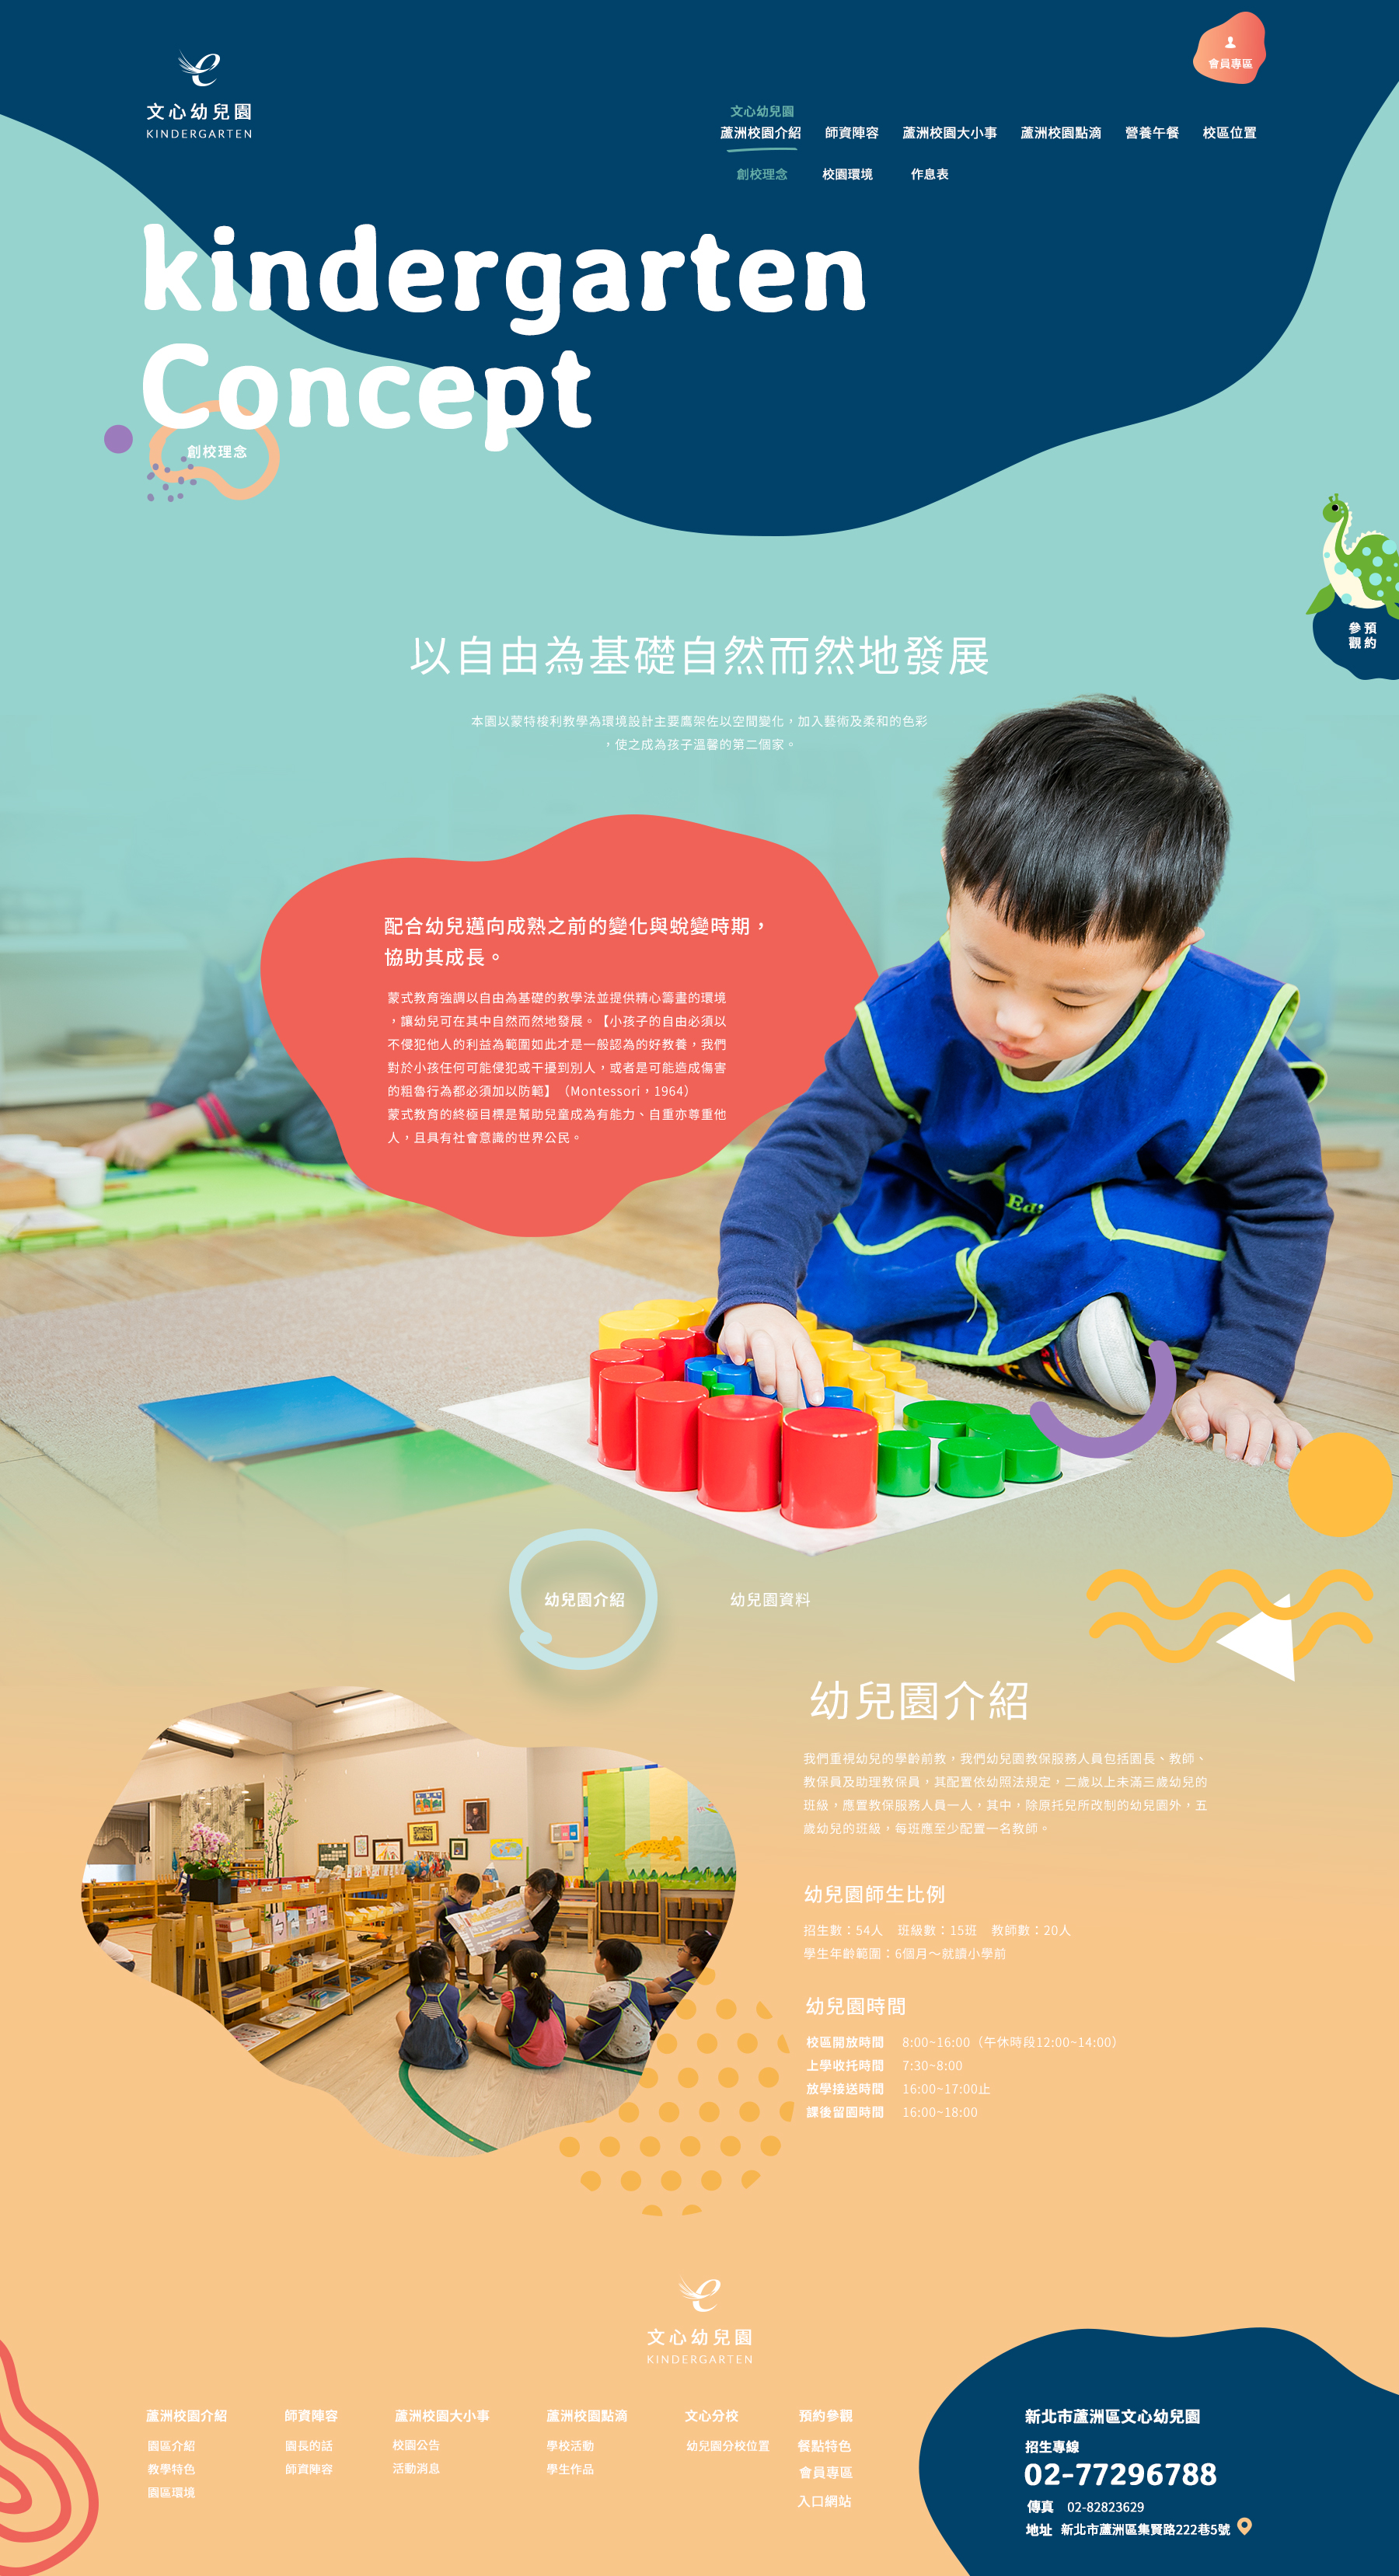 會員專區
文心幼兒園
KINDERGARTEN
文心幼兒園
蘆洲校園介紹 師資陣容 蘆洲校園大小事 蘆洲校園點滴 營養午餐 校區位置
創校理念 校園環境 作息表
kindergarten
Concept
創校理念
參預
觀約
以自由為基礎自然而然地發展
本園以蒙特梭利教學為環境設計主要鷹架佐以空間變化，加入藝術及柔和的色彩
，使之成為孩子溫馨的第二個家。
配合幼兒邁向成熟之前的變化與蛻變時期，
協助其成長。
蒙式教育強調以自由為基礎的教學法並提供精心籌畫的環境
，讓幼兒可在其中自然而然地發展。【小孩子的自由必須以
不侵犯他人的利益為範圍如此才是一般認為的好教養，我們
對於小孩任何可能侵犯或干擾到別人，或者是可能造成傷害
的粗魯行為都必須加以防範】（Montessori，1964）
蒙式教育的終極目標是幫助兒童成為有能力、自重亦尊重他
人，且具有社會意識的世界公民。
幼兒園介紹 幼兒園資料
幼兒園介紹
我們重視幼兒的學齡前教，我們幼兒園教保服務人員包括園長、教師、
教保員及助理教保員，其配置依幼照法規定，二歲以上未滿三歲幼兒的
班級，應置教保服務人員一人，其中，除原托兒所改制的幼兒園外，五
歲幼兒的班級，每班應至少配置一名教師。
幼兒園師生比例
招生數：54人 班級數：15班 教師數：20人
學生年齡範圍：6個月～就讀小學前
幼兒園時間
校區開放時間 8:00~16:00（午休時段12:00~14:00）
上學收托時間 7:30~8:00
放學接送時間 16:00~17:00止
課後留園時間 16:00~18:00
文心幼兒園
KINDERGARTEN
蘆洲校園介紹
園區介紹
教學特色
園區環境
師資陣容
園長的話
師資陣容
蘆洲校園大小事
校園公告
活動消息
蘆洲校園點滴
學校活動
學生作品
文心分校
幼兒園分校位置
預約參觀
餐點特色
會員專區
入口網站
新北市蘆洲區文心幼兒園
招生專線
02-77296788
傳真 02-82823629
地址 新北市蘆洲區集賢路222巷5號